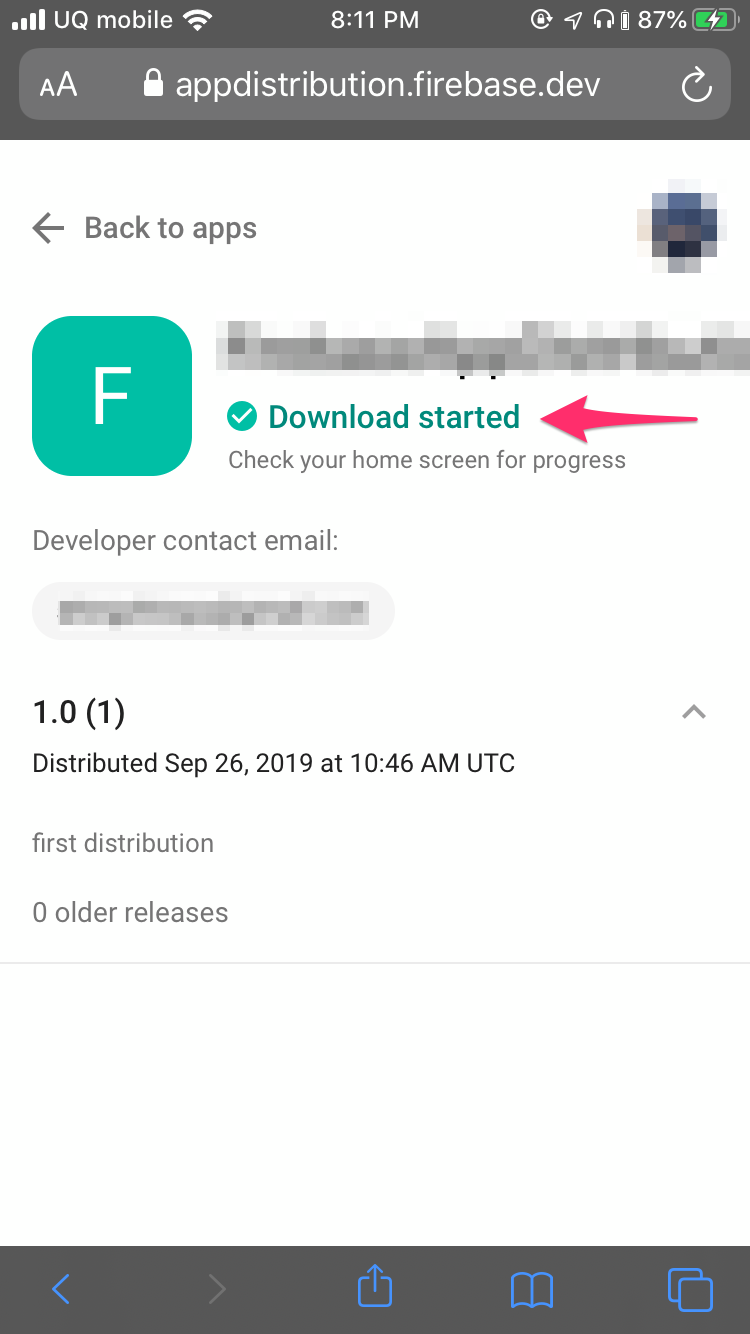 UQ mobile 8:11 PM 87%
AA appdistribution.firebase.dev
Back to apps
F
Download started
Check your home screen for progress
Developer contact email:
1.0 (1)
Distributed Sep 26, 2019 at 10:46 AM UTC
first distribution
0 older releases